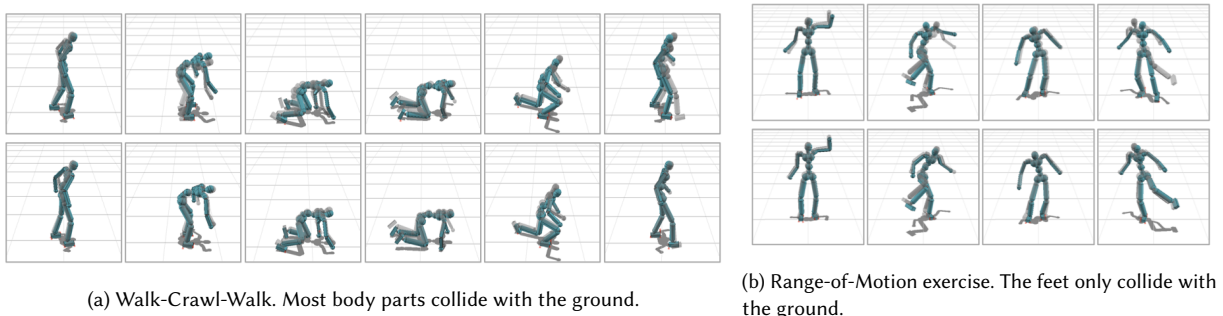 (a) Walk-Crawl-Walk. Most body parts collide with the ground.
(b) Range-of-Motion exercise. The feet only collide with
the ground.